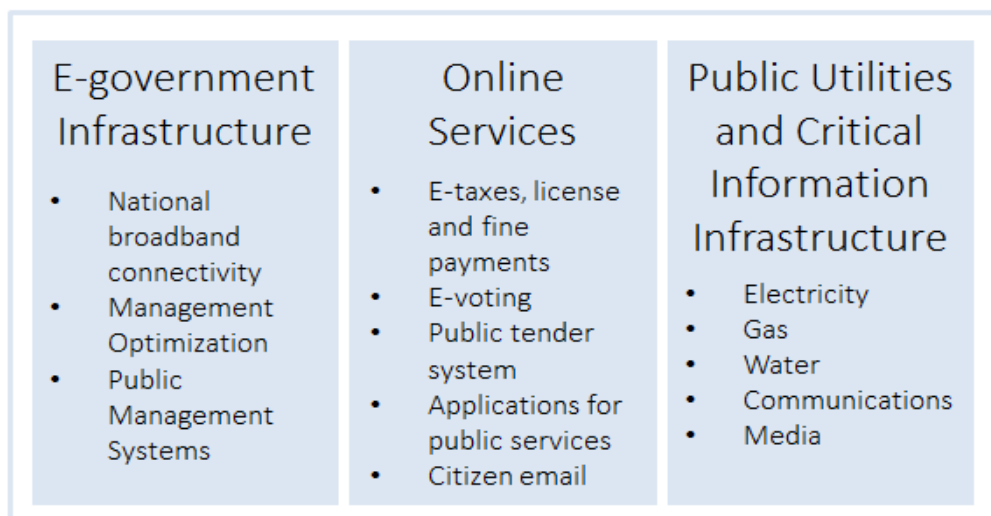 E-government
Infrastructure
• National
broadband
connectivity
• Management
Optimization
• Public
Management
Systems
Online
Services
• E-taxes, license
and fine
payments
• E-voting
• Public tender
system
• Applications for
public services
• Citizen email
Public Utilities
and Critical
Information
Infrastructure
• Electricity
• Gas
• Water
• Communications
• Media